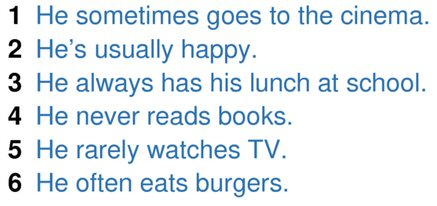 1 He sometimes goes to the cinema.
2 He's usually happy.
3 He always has his lunch at school.
4 He never reads books.
5 He rarely watches TV.
6 He often eats burgers.